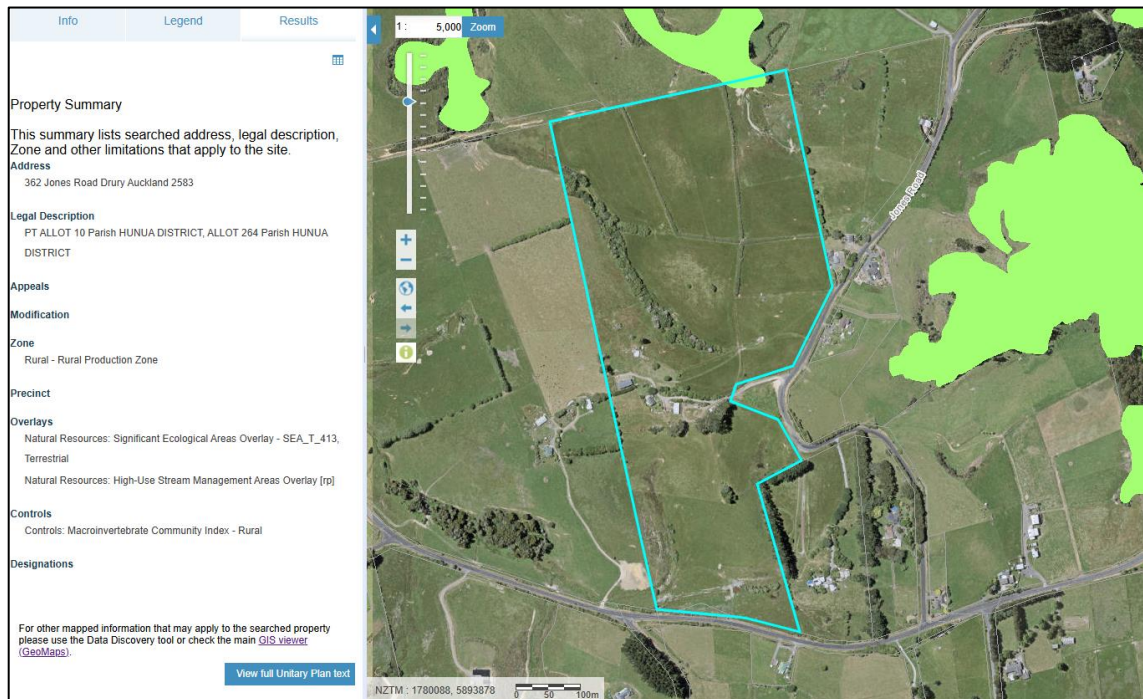 Info
Legend
Results
Property Summary
This summary lists searched address, legal description,
Zone and other limitations that apply to the site.
Address
362 Jones Road Drury Auckland 2583
Legal Description
PT ALLOT 10 Parish HUNUA DISTRICT, ALLOT 264 Parish HUNUA
DISTRICT
Appeals
Modification
Zone
Rural - Rural Production Zone
Precinct
Overlays
Natural Resources: Significant Ecological Areas Overlay - SEA_T_413,
Terrestrial
Natural Resources: High-Use Stream Management Areas Overlay [rp]
Controls
Controls: Macroinvertebrate Community Index - Rural
Designations
For other mapped information that may apply to the searched property
please use the Data Discovery tool or check the main GIS viewer
(GeoMaps).
View full Unitary Plan text
1 : 5,000 Zoom
Jones Road
NZTM : 1780088, 5893878
0 50 100m